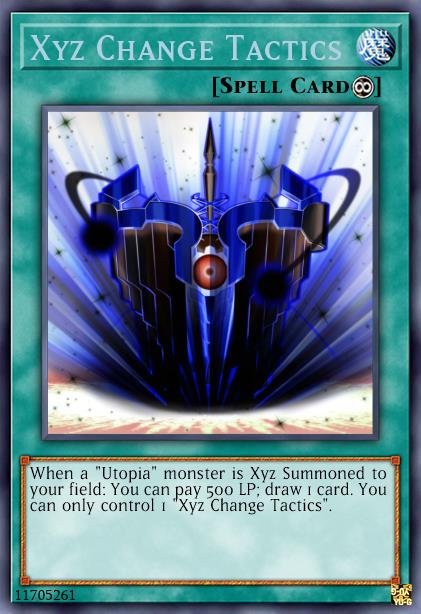 Xyz Change Tactics
魔
[Spell Card]
When a "Utopia" monster is Xyz Summoned to
your field: You can pay 500 LP; draw 1 card. You
can only control 1 "Xyz Change Tactics".
11705261